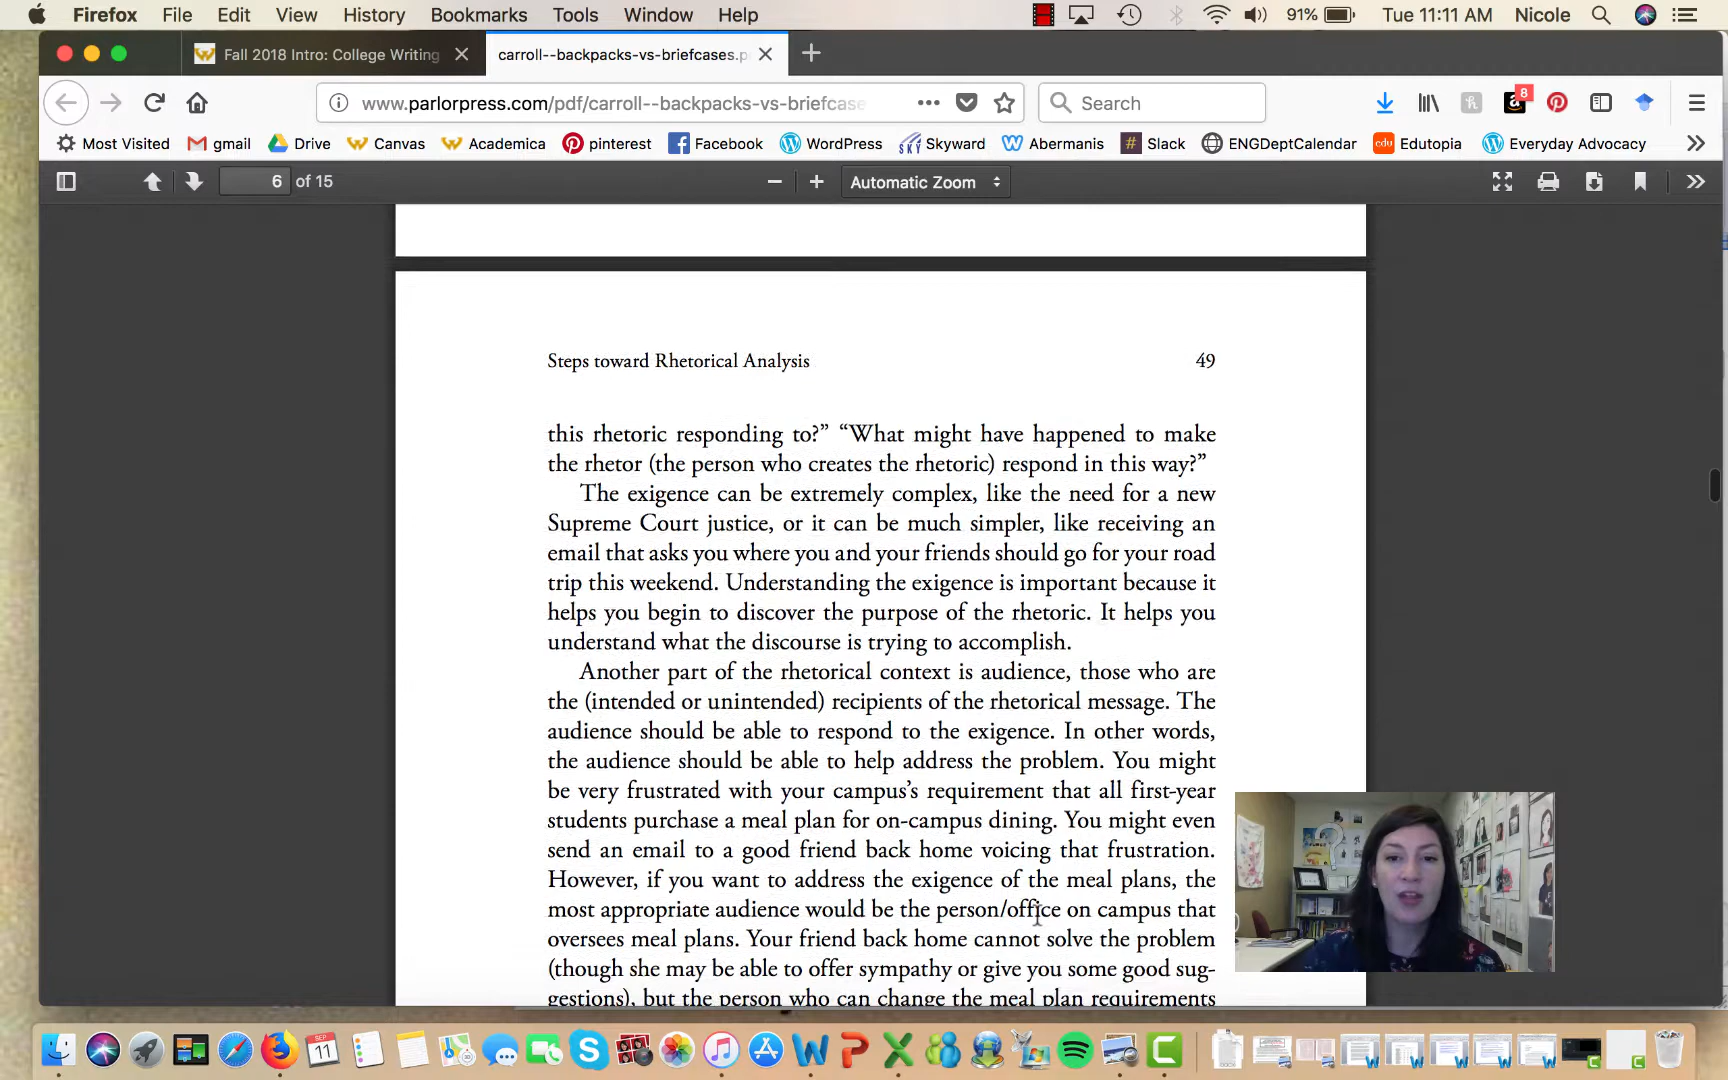 Firefox File Edit View History Bookmarks Tools Window Help 91% Tue 11:11 AM Nicole
Fall 2018 Intro: College Writing carroll--backpacks-vs-briefcases.p
www.parlorpress.com/pdf/carroll--backpacks-vs-briefcase Search 8
Most Visited gmail Drive Canvas Academica pinterest Facebook WordPress Skyward Abermanis Slack ENGDeptCalendar Edutopia Everyday Advocacy
6 of 15 Automatic Zoom
Steps toward Rhetorical Analysis 49
this rhetoric responding to?” “What might have happened to make
the rhetor (the person who creates the rhetoric) respond in this way?”
The exigence can be extremely complex, like the need for a new
Supreme Court justice, or it can be much simpler, like receiving an
email that asks you where you and your friends should go for your road
trip this weekend. Understanding the exigence is important because it
helps you begin to discover the purpose of the rhetoric. It helps you
understand what the discourse is trying to accomplish.
Another part of the rhetorical context is audience, those who are
the (intended or unintended) recipients of the rhetorical message. The
audience should be able to respond to the exigence. In other words,
the audience should be able to help address the problem. You might
be very frustrated with your campus’s requirement that all first-year
students purchase a meal plan for on-campus dining. You might even
send an email to a good friend back home voicing that frustration.
However, if you want to address the exigence of the meal plans, the
most appropriate audience would be the person/office on campus that
oversees meal plans. Your friend back home cannot solve the problem
(though she may be able to offer sympathy or give you some good sug-
gestions), but the person who can change the meal plan requirements
SEP
11